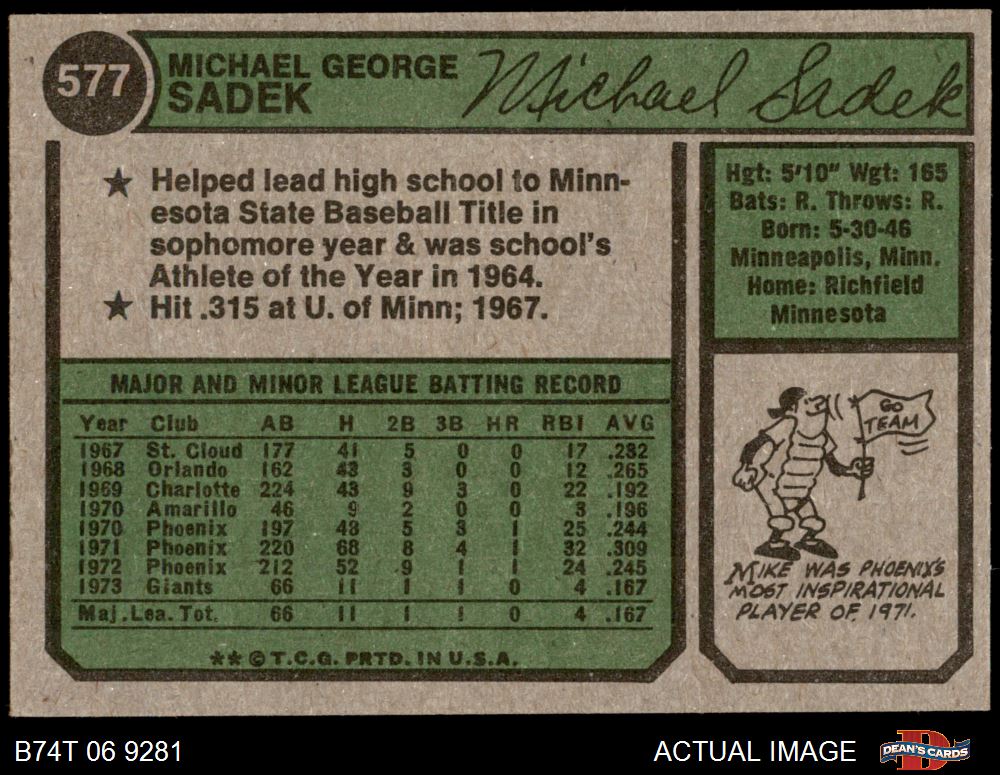 577
MICHAEL GEORGE
SADEK
Michael Sadek
★ Helped lead high school to Minn-
esota State Baseball Title in
sophomore year & was school's
Athlete of the Year in 1964.
★ Hit .315 at U. of Minn; 1967.
Hgt: 5'10" Wgt: 165
Bats: R. Throws: R.
Born: 5-30-46
Minneapolis, Minn.
Home: Richfield
Minnesota
MAJOR AND MINOR LEAGUE BATTING RECORD
Year Club AB H 2B 3B HR RBI AVG
1967 St. Cloud 177 41 5 0 0 17 .232
1968 Orlando 162 43 3 0 0 12 .265
1969 Charlotte 224 43 9 3 0 22 .192
1970 Amarillo 46 9 2 0 0 3 .196
1970 Phoenix 197 48 5 3 1 25 .244
1971 Phoenix 220 68 8 4 1 32 .309
1972 Phoenix 212 52 9 1 1 24 .245
1973 Giants 66 11 1 1 0 4 .167
Maj.Lea. Tot. 66 11 1 1 0 4 .167
** © T.C.G. PRTD. IN U.S.A.
GO
TEAM
MIKE WAS PHOENIX'S
MOST INSPIRATIONAL
PLAYER OF 1971.
B74T 06 9281
ACTUAL IMAGE
DEAN'S CARDS